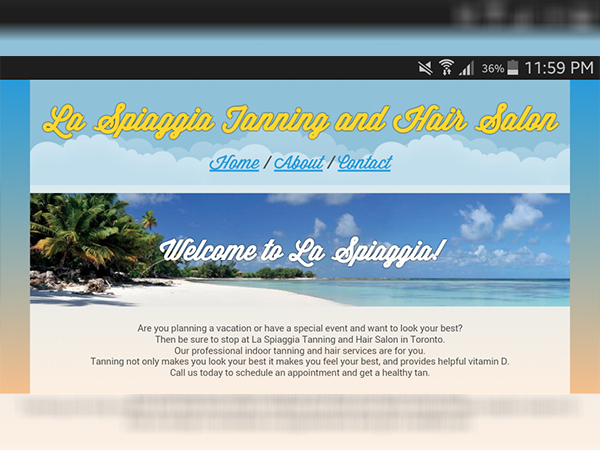 36% 11:59 PM
La Spiaggia Tanning and Hair Salon
Home / About / Contact
Welcome to La Spiaggia!
Are you planning a vacation or have a special event and want to look your best?
Then be sure to stop at La Spiaggia Tanning and Hair Salon in Toronto.
Our professional indoor tanning and hair services are for you.
Tanning not only makes you look your best it makes you feel your best, and provides helpful vitamin D.
Call us today to schedule an appointment and get a healthy tan.